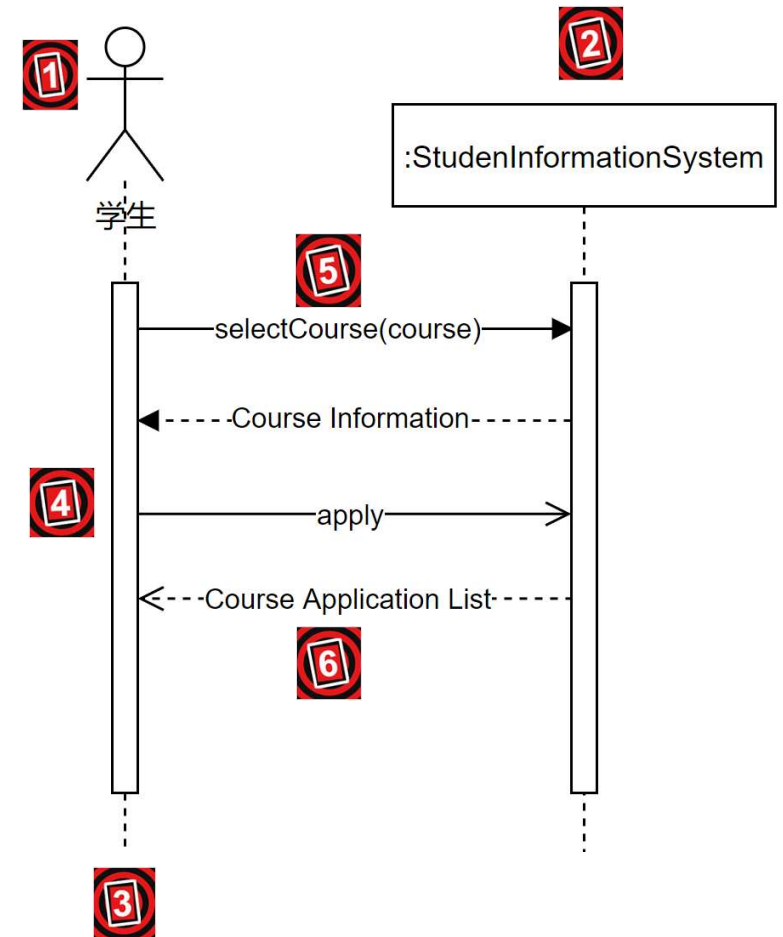 1
2
:StudenInformationSystem
学生
5
selectCourse(course)
Course Information
4
apply
Course Application List
6
3